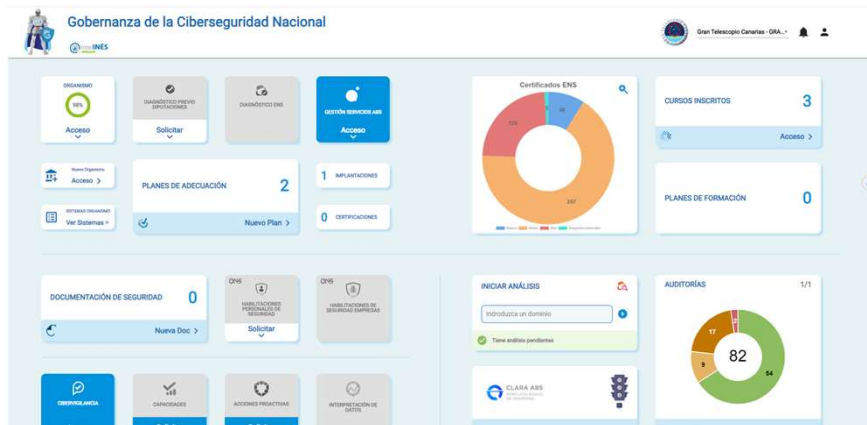 Gobernanza de la Ciberseguridad Nacional
INÉS
Gran Telescopio Canarias - GRA...
ORGANISMO
98%
Acceso
DIAGNÓSTICO PREVIO
DIPUTACIONES
Solicitar
DIAGNÓSTICO ENS
GESTIÓN SERVICIOS ABS
Acceso
Nuevo Organismo
Acceso >
SISTEMAS ORGANISMO
Ver Sistemas >
PLANES DE ADECUACIÓN
2
Nuevo Plan >
1 IMPLANTACIONES
0 CERTIFICACIONES
Certificados ENS
CURSOS INSCRITOS
3
Acceso >
PLANES DE FORMACIÓN
0
DOCUMENTACIÓN DE SEGURIDAD
0
Nueva Doc >
ONS
HABILITACIONES
PERSONALES DE
SEGURIDAD
Solicitar
ONS
HABILITACIONES DE
SEGURIDAD EMPRESAS
INICIAR ANÁLISIS
Introduzca un dominio
Tiene análisis pendientes
CLARA ABS
AUDITORÍAS
1/1
17
9
82
54
CIBERVIGILANCIA
CAPACIDADES
ACCIONES PROACTIVAS
INTERPRETACIÓN DE
DATOS